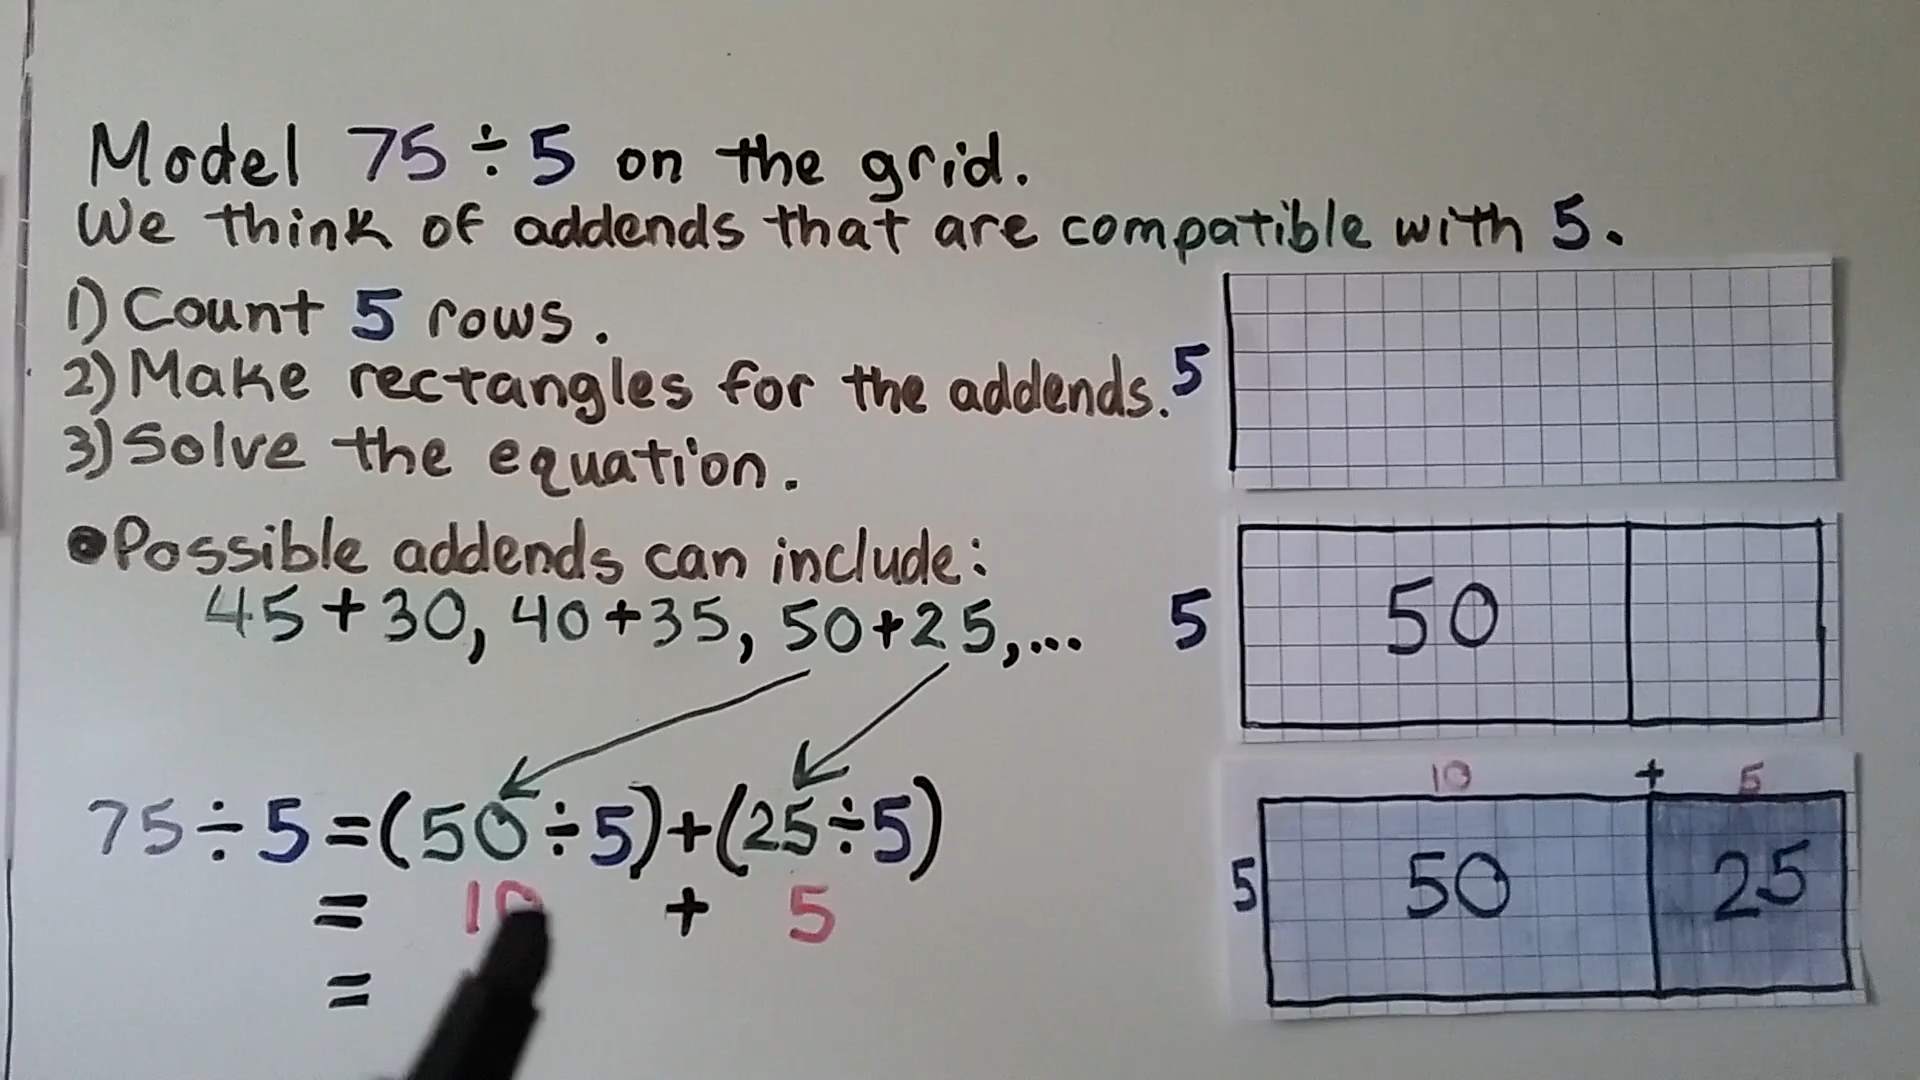 Model 75 ÷ 5 on the grid.
We think of addends that are compatible with 5.
1) Count 5 rows.
2) Make rectangles for the addends.
3) Solve the equation.
●Possible addends can include:
45 + 30, 40 + 35, 50 + 25, ...
75 ÷ 5 = (50 ÷ 5) + (25 ÷ 5)
= 10 + 5
=
5
5 50
10 + 5
5 50 25